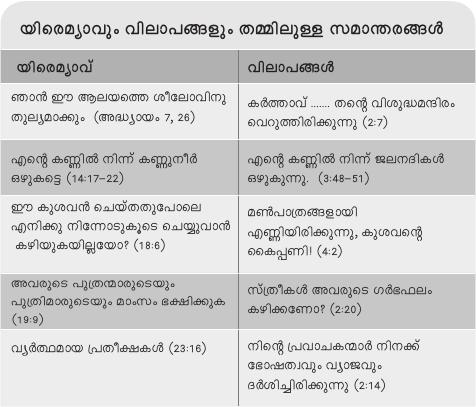 യിരെമ്യാവും വിലാപങ്ങളും തമ്മിലുള്ള സമാന്തരങ്ങൾ
യിരെമ്യാവ്
വിലാപങ്ങൾ
ഞാൻ ഈ ആലയത്തെ ശീലോവിനു
തുല്യമാക്കും (അദ്ധ്യായം 7, 26)
കർത്താവ് ....... തന്റെ വിശുദ്ധമന്ദിരം
വെറുത്തിരിക്കുന്നു (2:7)
എന്റെ കണ്ണിൽ നിന്ന് കണ്ണുനീർ
ഒഴുകട്ടെ (14:17–22)
എന്റെ കണ്ണിൽ നിന്ന് ജലനദികൾ
ഒഴുകുന്നു. (3:48–51)
ഈ കുശവൻ ചെയ്തതുപോലെ
എനിക്കു നിന്നോടുകൂടെ ചെയ്യുവാൻ
കഴിയുകയില്ലയോ? (18:6)
മൺപാത്രങ്ങളായി
എണ്ണിയിരിക്കുന്നു, കുശവന്റെ
കൈപ്പണി! (4:2)
അവരുടെ പുത്രന്മാരുടെയും
പുത്രിമാരുടെയും മാംസം ഭക്ഷിക്കുക
(19:9)
സ്ത്രീകൾ അവരുടെ ഗർഭഫലം
കഴിക്കണോ? (2:20)
വ്യർത്ഥമായ പ്രതീക്ഷകൾ (23:16)
നിന്റെ പ്രവാചകന്മാർ നിനക്ക്
ഭോഷത്വവും വ്യാജവും
ദർശിച്ചിരിക്കുന്നു (2:14)